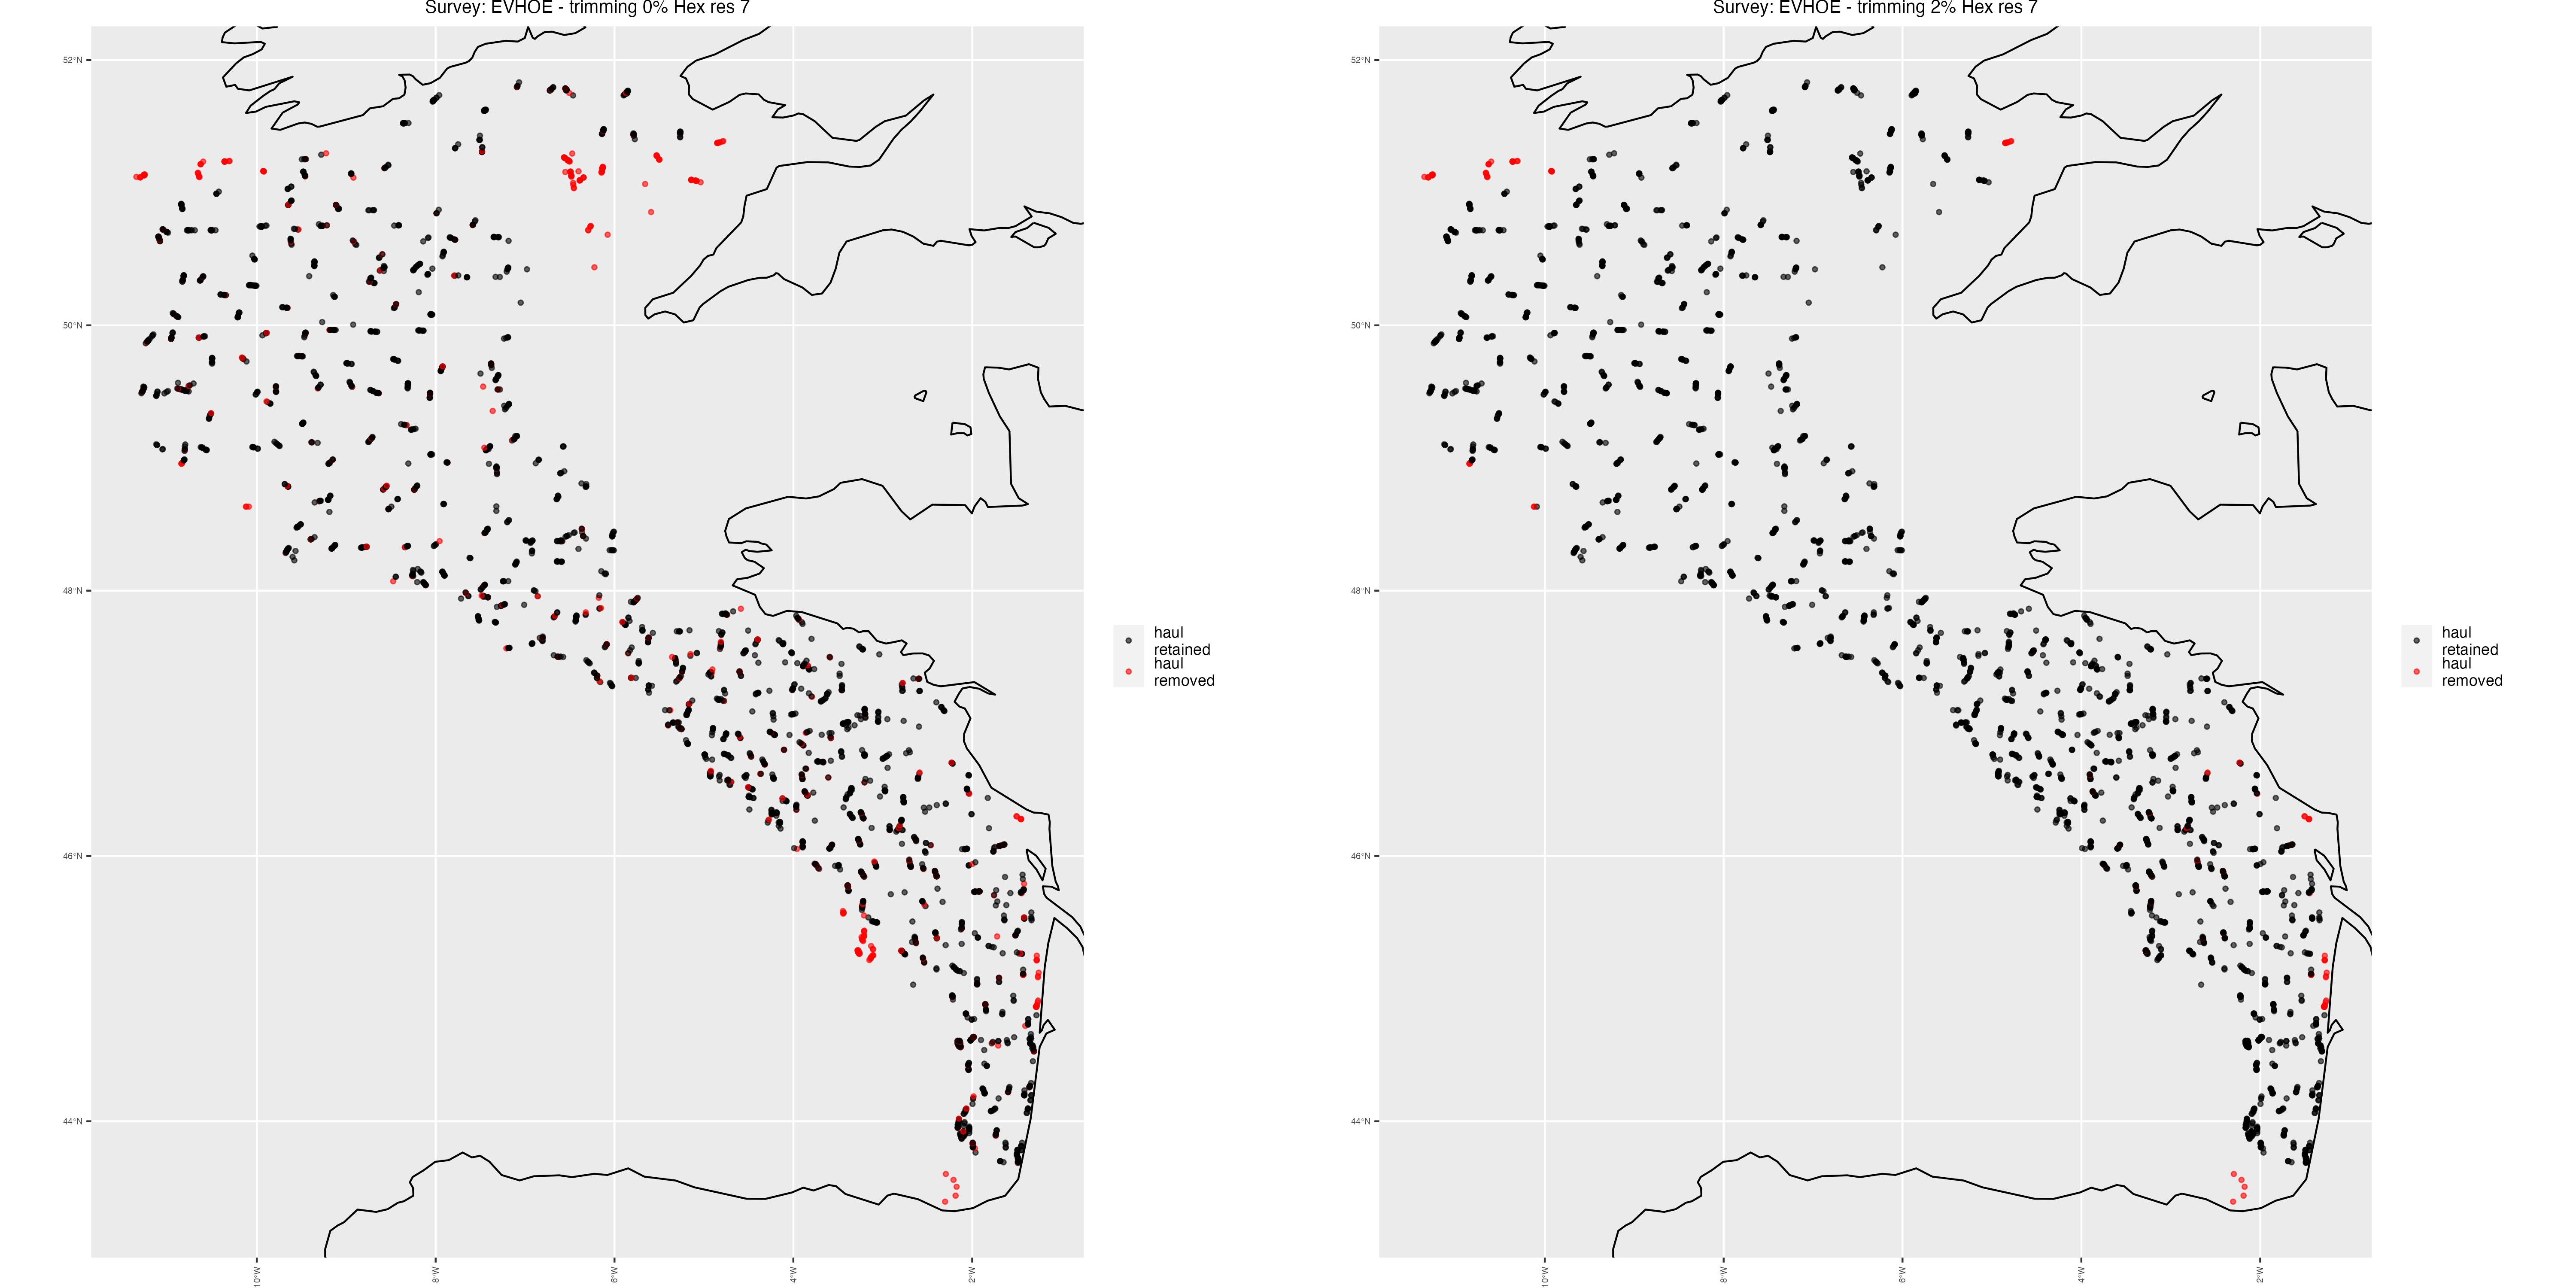 Survey: EVHOE - trimming 0% Hex res 7
52°N
50°N
48°N
46°N
44°N
10°W
8°W
6°W
4°W
2°W
haul
retained
haul
removed
Survey: EVHOE - trimming 2% Hex res 7
52°N
50°N
48°N
46°N
44°N
10°W
8°W
6°W
4°W
2°W
haul
retained
haul
removed